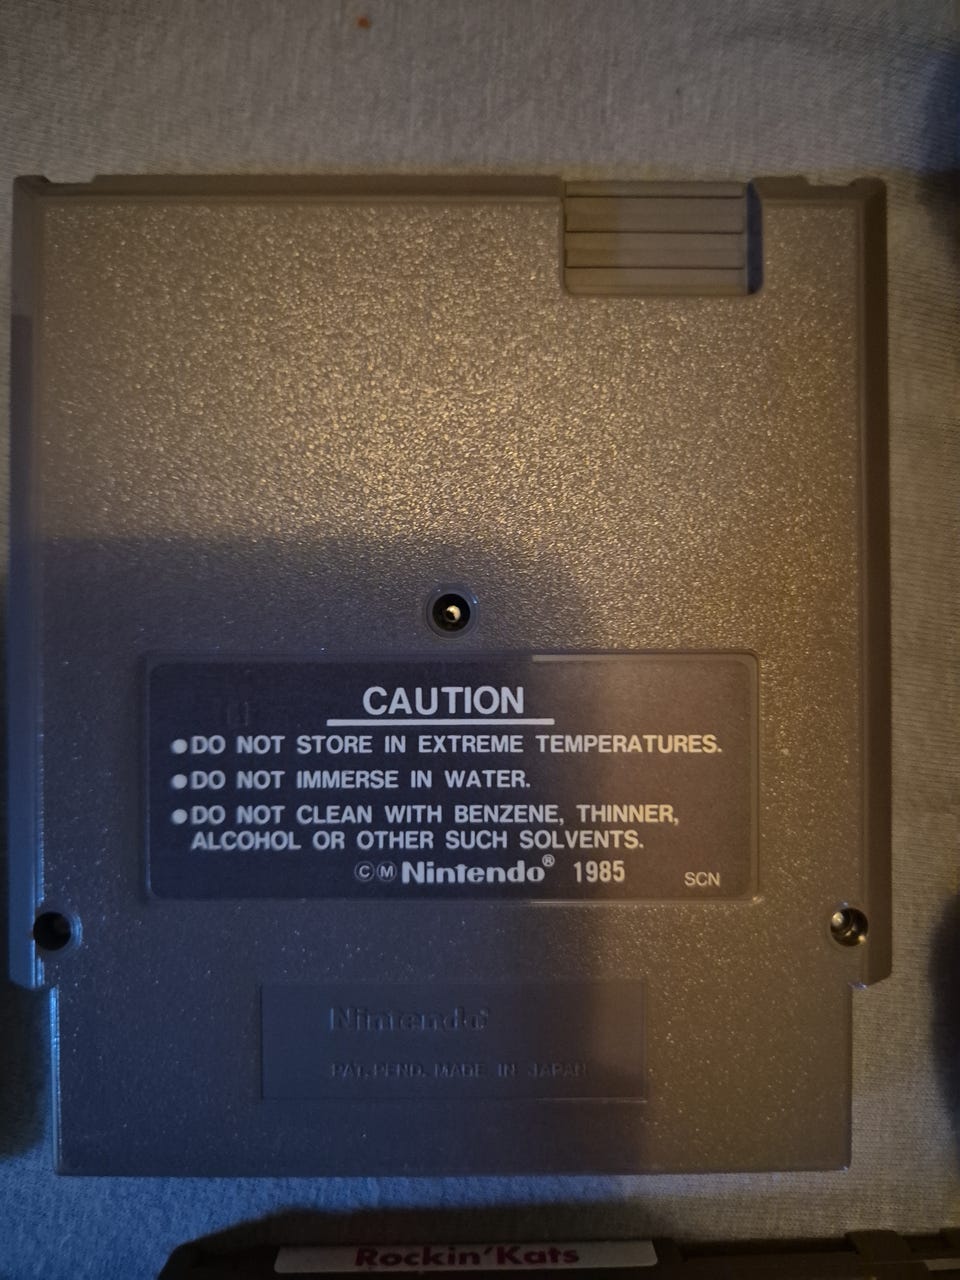 CAUTION
●DO NOT STORE IN EXTREME TEMPERATURES.
●DO NOT IMMERSE IN WATER.
●DO NOT CLEAN WITH BENZENE, THINNER,
ALCOHOL OR OTHER SUCH SOLVENTS.
ⒸⓂNintendo® 1985 SCN
Nintendo
PAT. PEND. MADE IN JAPAN
Rockin' Kats